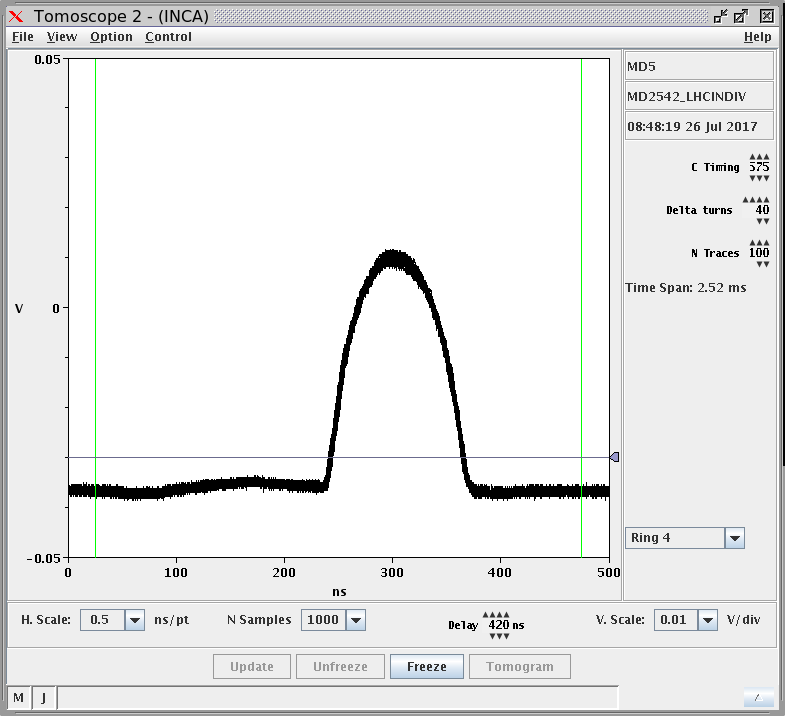 Tomoscope 2 - (INCA)
File View Option Control Help
0.05
V 0
-0.05
0 100 200 300 400 500
ns
MD5
MD2542_LHCINDIV
08:48:19 26 Jul 2017
C Timing 575
Delta turns 40
N Traces 100
Time Span: 2.52 ms
Ring 4
H. Scale: 0.5 ns/pt N Samples 1000 Delay 420 ns V. Scale: 0.01 V/div
Update Unfreeze Freeze Tomogram
M J